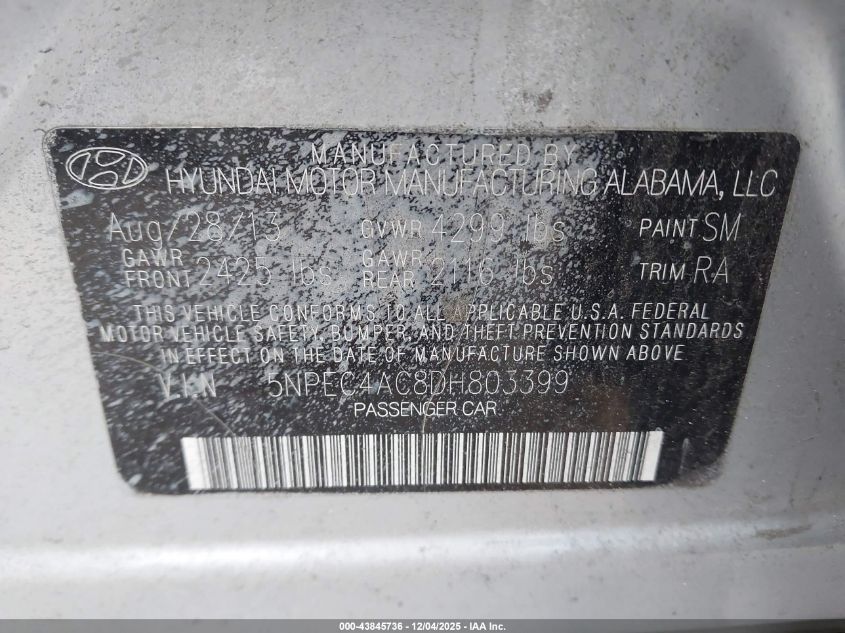 MANUFACTURED BY
HYUNDAI MOTOR MANUFACTURING ALABAMA, LLC
Aug/28/13 GVWR 4299 lbs PAINT SM
GAWR FRONT 2425 lbs GAWR REAR 2116 lbs TRIM RA
THIS VEHICLE CONFORMS TO ALL APPLICABLE U.S.A. FEDERAL
MOTOR VEHICLE SAFETY, BUMPER, AND THEFT PREVENTION STANDARDS
IN EFFECT ON THE DATE OF MANUFACTURE SHOWN ABOVE.
V.I.N 5NPEC4AC8DH803399
PASSENGER CAR
000-43845736 - 12/04/2025 - IAA Inc.